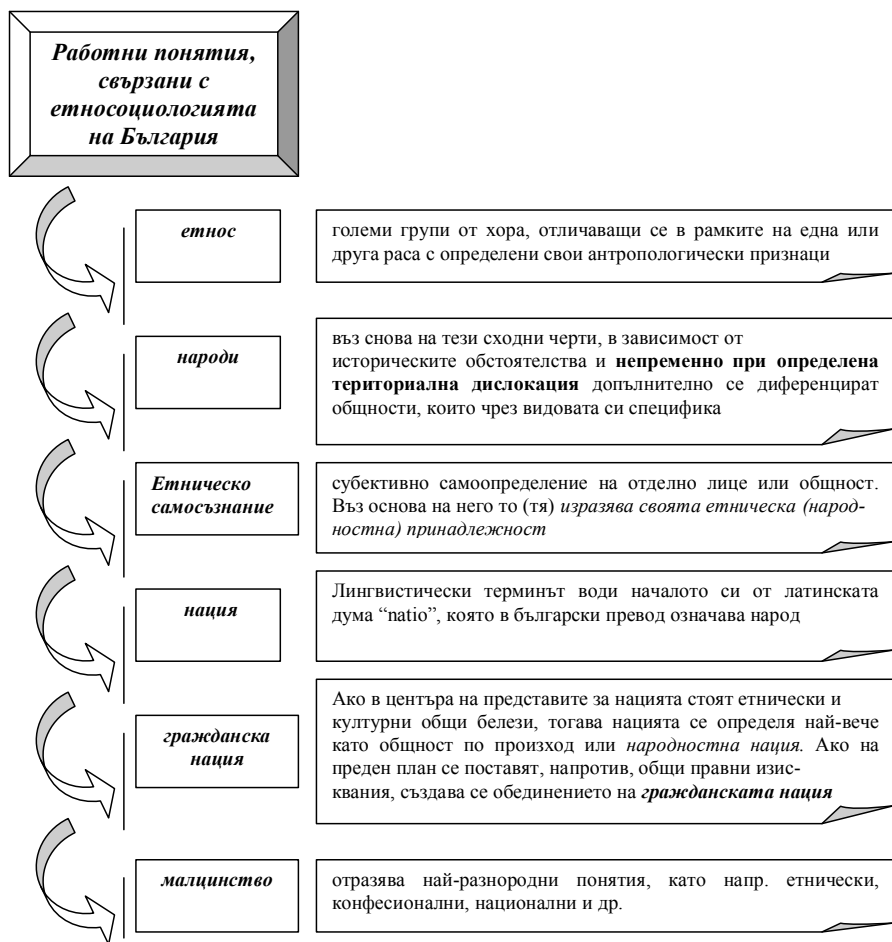 Работни понятия,
свързани с
етносоциологията
на България
етнос
големи групи от хора, отличаващи се в рамките на една или
друга раса с определени свои антропологически признаци
народи
въз снова на тези сходни черти, в зависимост от
историческите обстоятелства и непременно при определена
териториална дислокация допълнително се диференцират
общности, които чрез видовата си специфика
Етническо
самосъзнание
субективно самоопределение на отделно лице или общност.
Въз основа на него то (тя) изразява своята етническа (народ-
ностна) принадлежност
нация
Лингвистически терминът води началото си от латинската
дума “natio”, която в български превод означава народ
гражданска
нация
Ако в центъра на представите за нацията стоят етнически и
културни общи белези, тогава нацията се определя най-вече
като общност по произход или народностна нация. Ако на
преден план се поставят, напротив, общи правни изис-
квания, създава се обединението на гражданската нация
малцинство
отразява най-разнородни понятия, като напр. етнически,
конфесионални, национални и др.